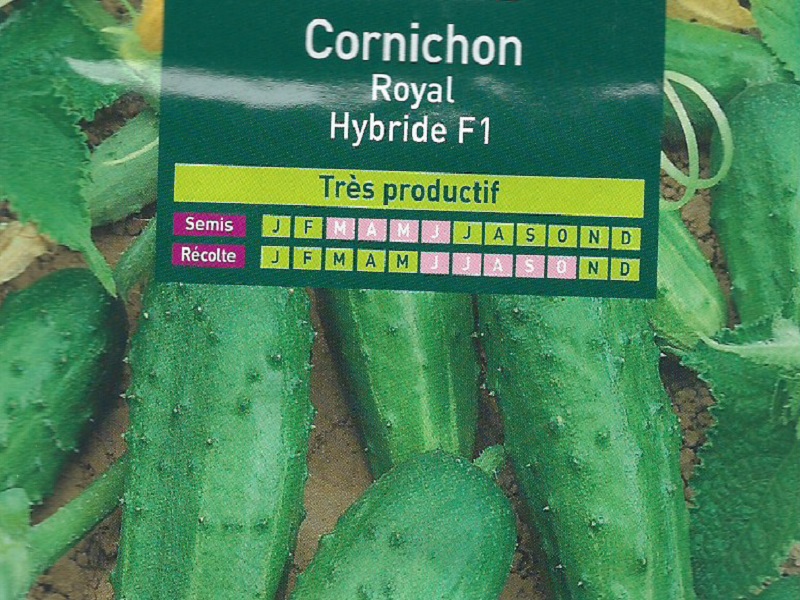 Cornichon
Royal
Hybride F1
Très productif
Semis J F M A M J J A S O N D
Récolte J F M A M J J A S O N D